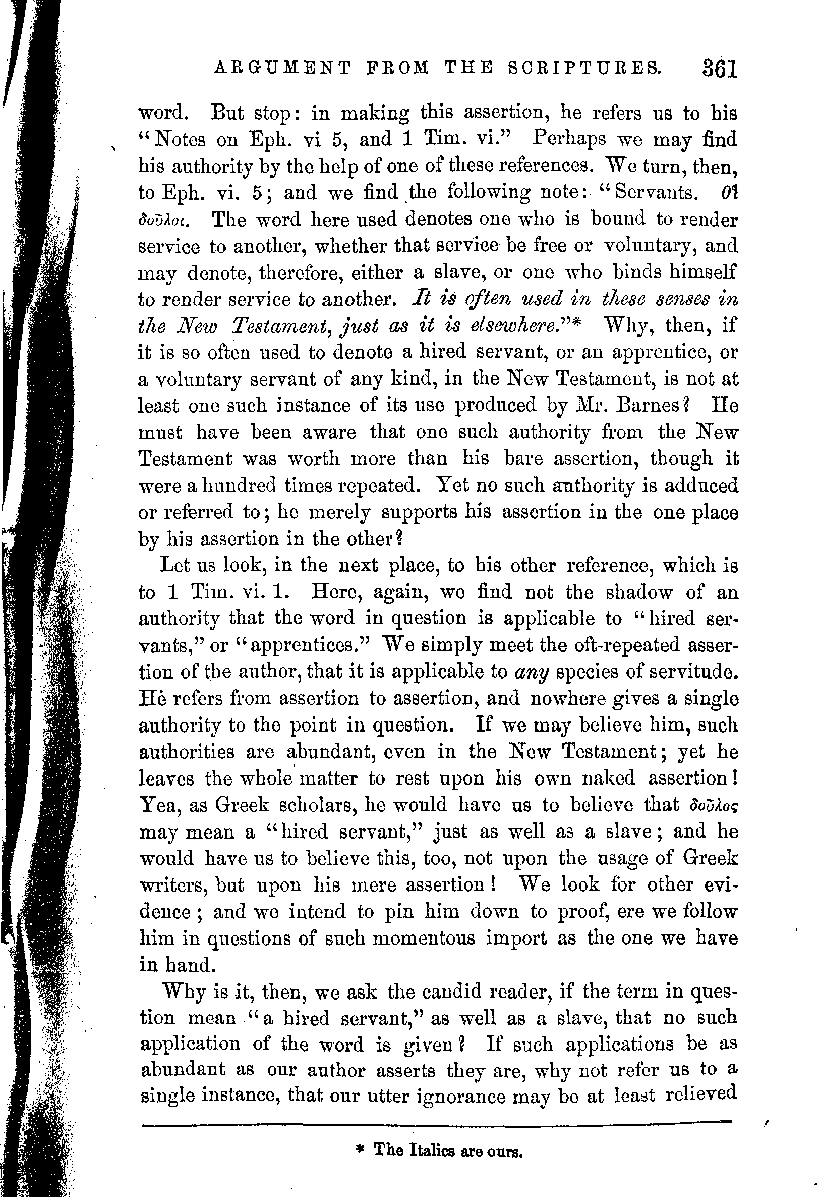 ARGUMENT FROM THE SCRIPTURES. 361
word. But stop: in making this assertion, he refers us to his
“Notes on Eph. vi 5, and 1 Tim. vi.” Perhaps we may find
his authority by the help of one of these references. We turn, then,
to Eph. vi. 5; and we find the following note: “Servants. Οἱ
δοῦλοι. The word here used denotes one who is bound to render
service to another, whether that service be free or voluntary, and
may denote, therefore, either a slave, or one who binds himself
to render service to another. It is often used in these senses in
the New Testament, just as it is elsewhere.”* Why, then, if
it is so often used to denote a hired servant, or an apprentice, or
a voluntary servant of any kind, in the New Testament, is not at
least one such instance of its use produced by Mr. Barnes? He
must have been aware that one such authority from the New
Testament was worth more than his bare assertion, though it
were a hundred times repeated. Yet no such authority is adduced
or referred to; he merely supports his assertion in the one place
by his assertion in the other?
Let us look, in the next place, to his other reference, which is
to 1 Tim. vi. 1. Here, again, we find not the shadow of an
authority that the word in question is applicable to “hired ser-
vants,” or “apprentices.” We simply meet the oft-repeated asser-
tion of the author, that it is applicable to any species of servitude.
He refers from assertion to assertion, and nowhere gives a single
authority to the point in question. If we may believe him, such
authorities are abundant, even in the New Testament; yet he
leaves the whole matter to rest upon his own naked assertion!
Yea, as Greek scholars, he would have us to believe that δοῦλος
may mean a “hired servant,” just as well as a slave; and he
would have us to believe this, too, not upon the usage of Greek
writers, but upon his mere assertion! We look for other evi-
dence; and we intend to pin him down to proof, ere we follow
him in questions of such momentous import as the one we have
in hand.
Why is it, then, we ask the candid reader, if the term in ques-
tion mean “a hired servant,” as well as a slave, that no such
application of the word is given? If such applications be as
abundant as our author asserts they are, why not refer us to a
single instance, that our utter ignorance may be at least relieved
* The Italics are ours.